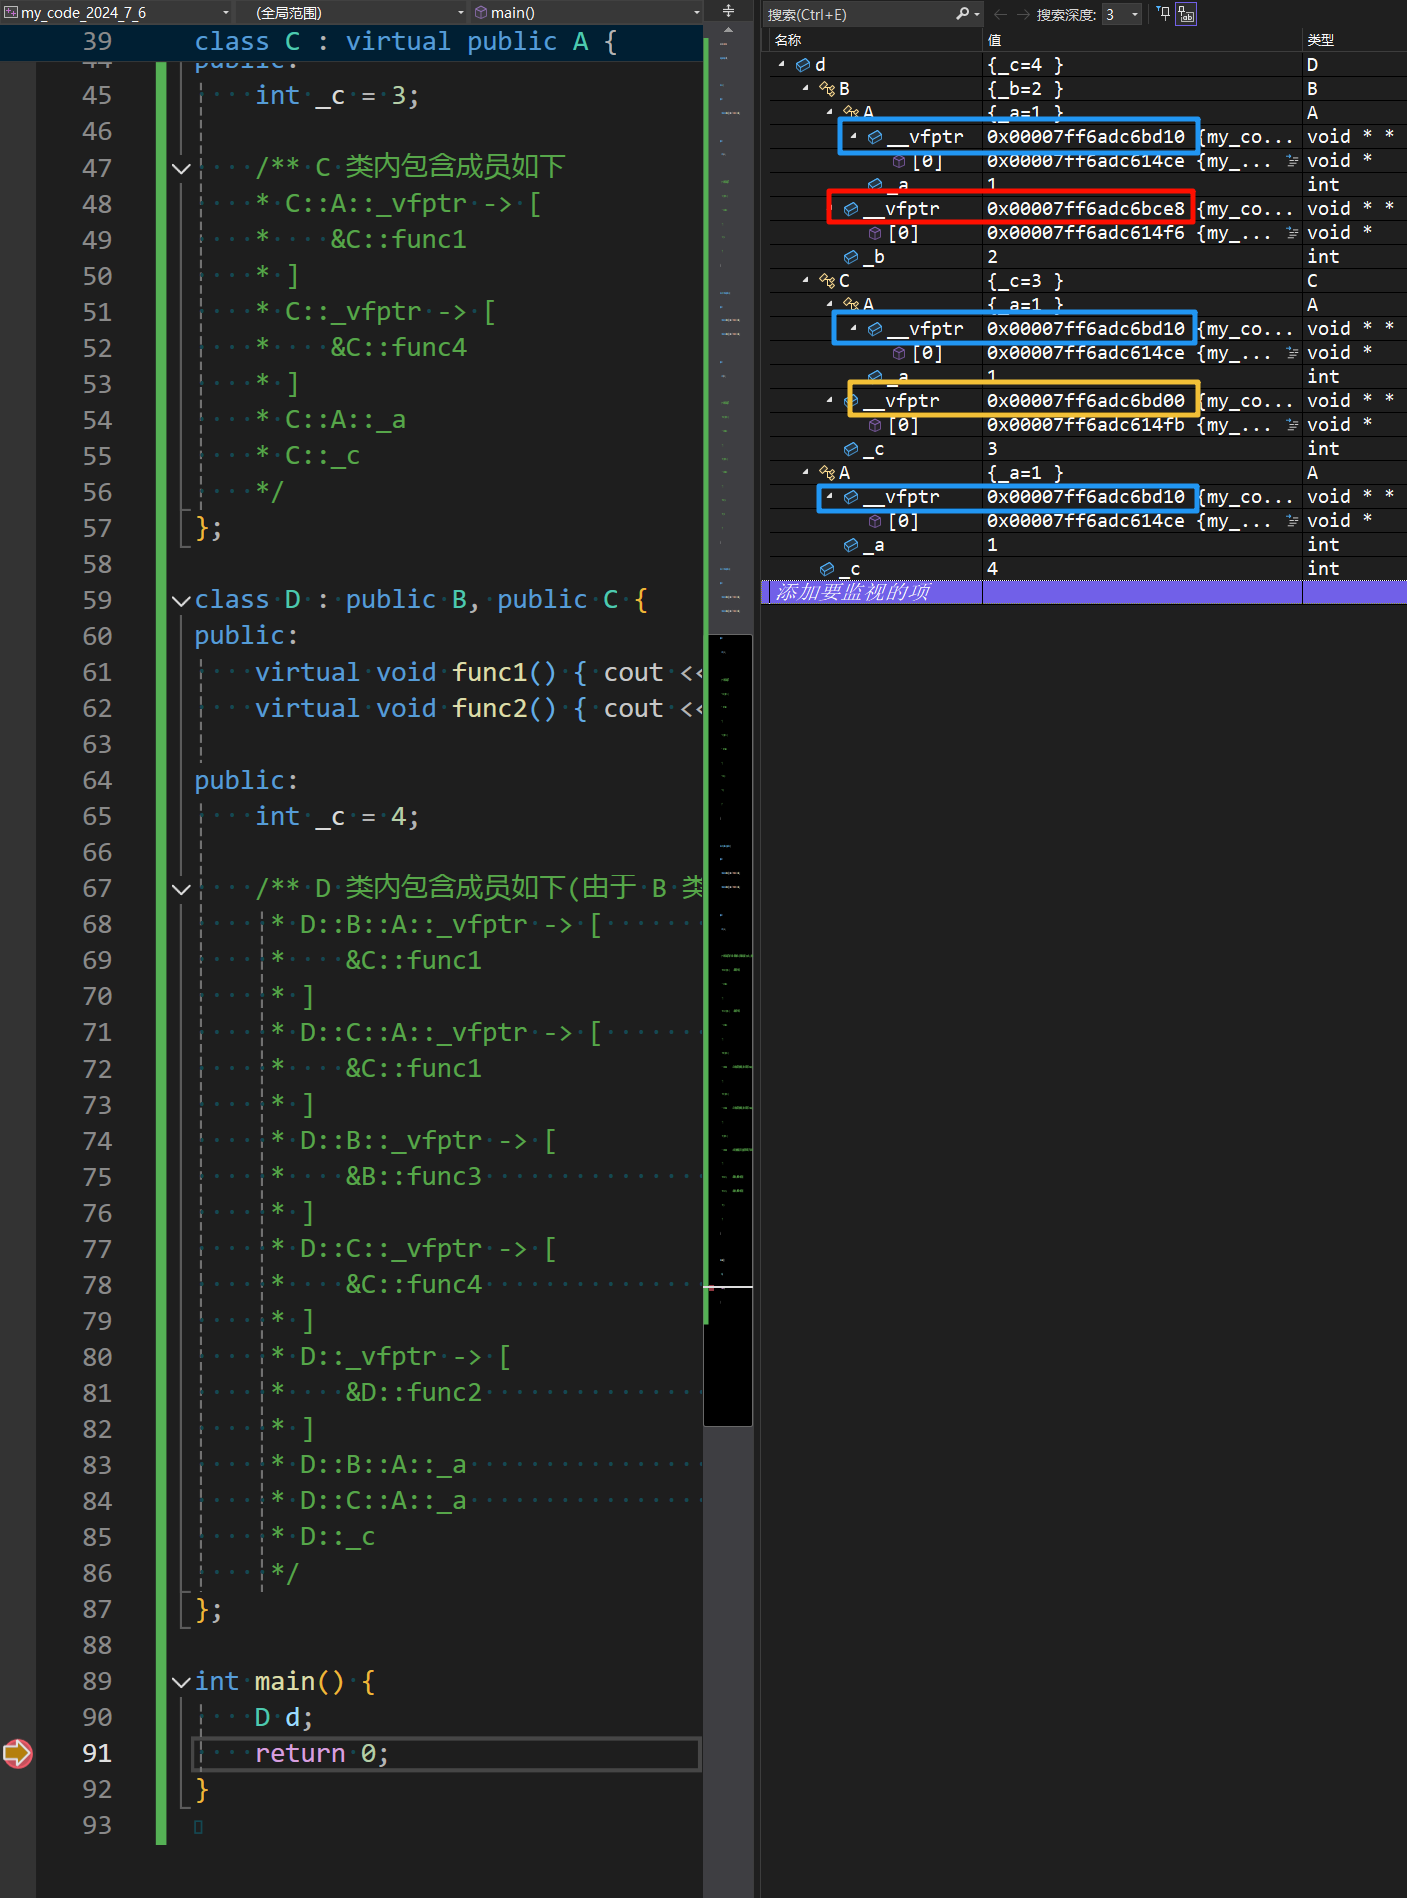 my_code_2024_7_6 (全局范围) main()
39 class C : virtual public A {
44 public:
45 int _c = 3;
46
47 /** C 类内包含成员如下
48 * C::A::_vfptr -> [
49 * &C::func1
50 * ]
51 * C::_vfptr -> [
52 * &C::func4
53 * ]
54 * C::A::_a
55 * C::_c
56 */
57 };
58
59 class D : public B, public C {
60 public:
61 virtual void func1() { cout <<
62 virtual void func2() { cout <<
63
64 public:
65 int _c = 4;
66
67 /** D 类内包含成员如下(由于 B 类
68 * D::B::A::_vfptr -> [
69 * &C::func1
70 * ]
71 * D::C::A::_vfptr -> [
72 * &C::func1
73 * ]
74 * D::B::_vfptr -> [
75 * &B::func3
76 * ]
77 * D::C::_vfptr -> [
78 * &C::func4
79 * ]
80 * D::_vfptr -> [
81 * &D::func2
82 * ]
83 * D::B::A::_a
84 * D::C::A::_a
85 * D::_c
86 */
87 };
88
89 int main() {
90 D d;
91 return 0;
92 }
93
搜索(Ctrl+E) 搜索深度: 3
名称 值 类型
d {_c=4 } D
B {_b=2 } B
A {_a=1 } A
__vfptr 0x00007ff6adc6bd10 {my_co... void * *
[0] 0x00007ff6adc614ce {my_... void *
_a 1 int
__vfptr 0x00007ff6adc6bce8 {my_co... void * *
[0] 0x00007ff6adc614f6 {my_... void *
_b 2 int
C {_c=3 } C
A {_a=1 } A
__vfptr 0x00007ff6adc6bd10 {my_co... void * *
[0] 0x00007ff6adc614ce {my_... void *
_a 1 int
__vfptr 0x00007ff6adc6bd00 {my_co... void * *
[0] 0x00007ff6adc614fb {my_... void *
_c 3 int
A {_a=1 } A
__vfptr 0x00007ff6adc6bd10 {my_co... void * *
[0] 0x00007ff6adc614ce {my_... void *
_a 1 int
_c 4 int
添加要监视的项